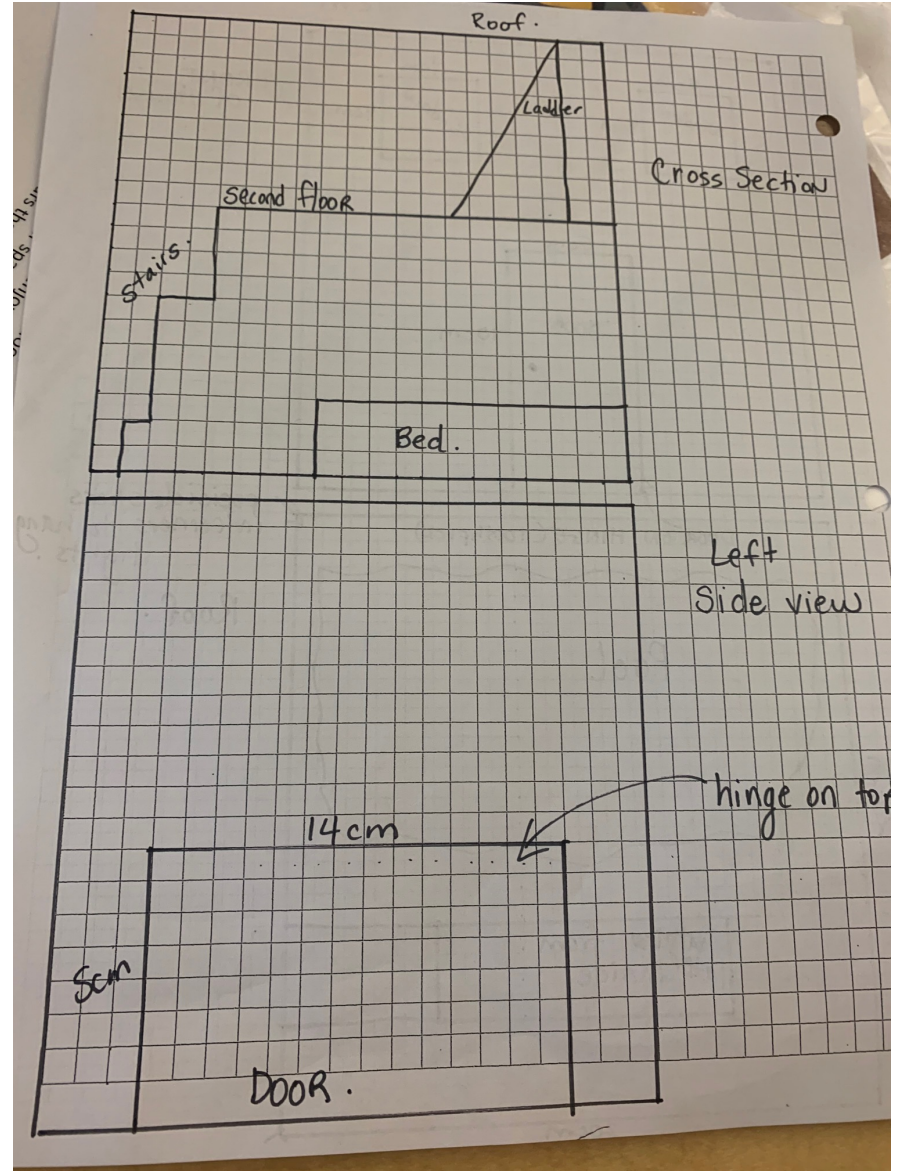 Roof.
Ladder
Cross Section
Second floor
Stairs.
Bed.
Left
Side view
hinge on top
14cm
5cm
DOOR.